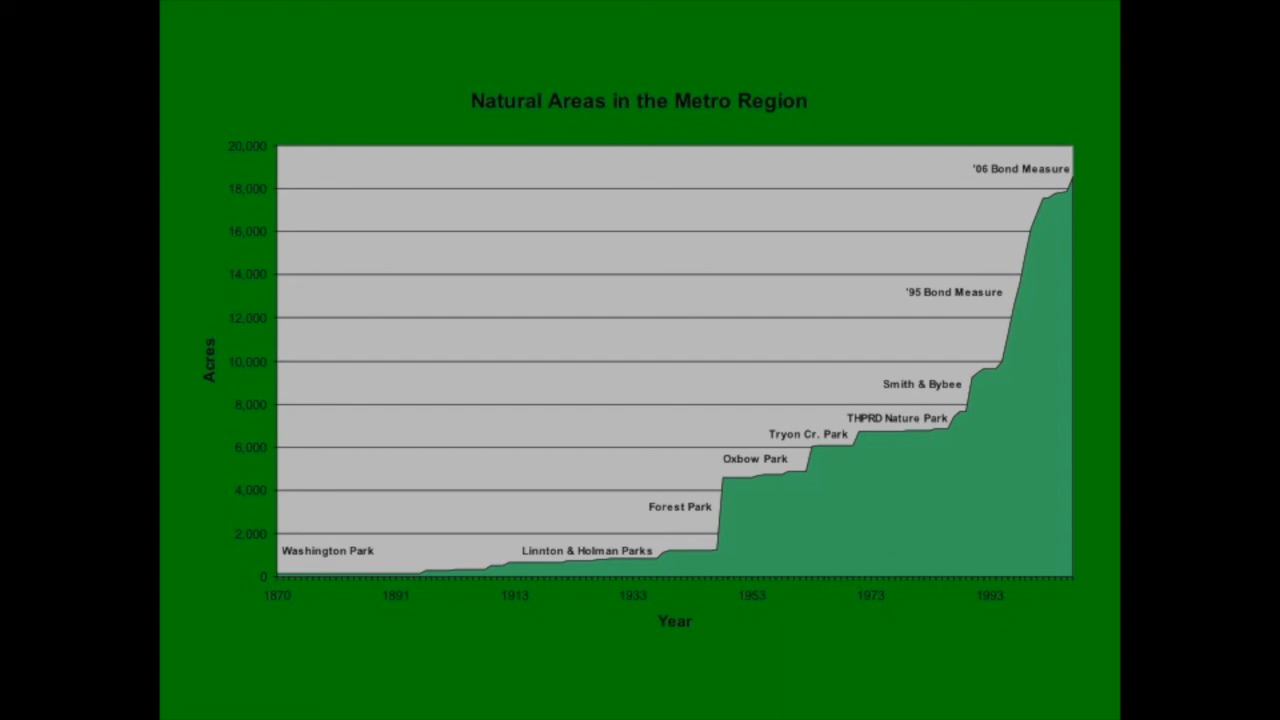 Natural Areas in the Metro Region
20,000
'06 Bond Measure
18,000
16,000
14,000
'95 Bond Measure
12,000
Acres
10,000
Smith & Bybee
8,000
THPRD Nature Park
Tryon Cr. Park
6,000
Oxbow Park
4,000
Forest Park
2,000
Washington Park
Linnton & Holman Parks
0
1870 1891 1913 1933 1953 1973 1993
Year